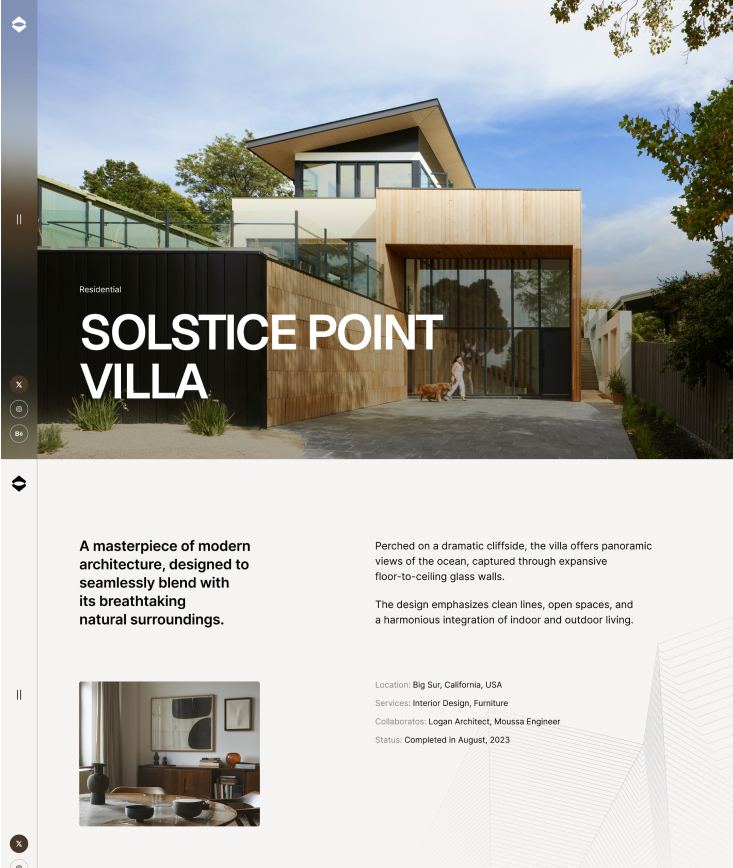 Residential
SOLSTICE POINT
VILLA
𝕏
Bē
A masterpiece of modern
architecture, designed to
seamlessly blend with
its breathtaking
natural surroundings.
Perched on a dramatic cliffside, the villa offers panoramic
views of the ocean, captured through expansive
floor-to-ceiling glass walls.
The design emphasizes clean lines, open spaces, and
a harmonious integration of indoor and outdoor living.
Location: Big Sur, California, USA
Services: Interior Design, Furniture
Collaboratos: Logan Architect, Moussa Engineer
Status: Completed in August, 2023
𝕏